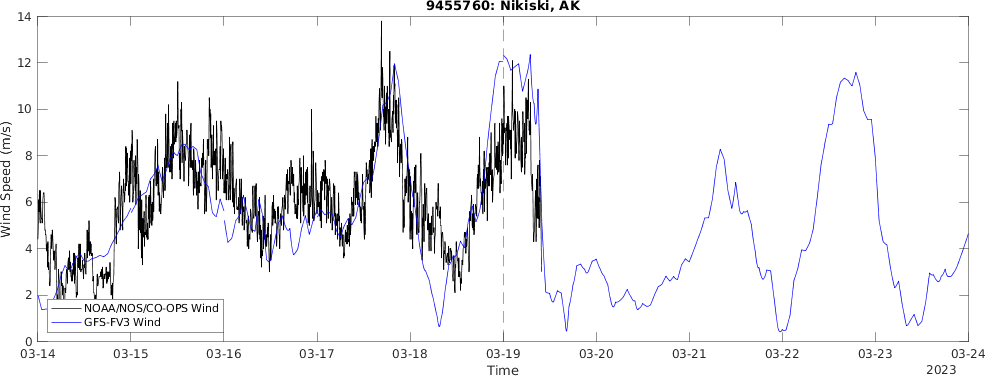 9455760: Nikiski, AK
14
12
10
8
6
4
2
0
Wind Speed (m/s)
NOAA/NOS/CO-OPS Wind
GFS-FV3 Wind
03-14 03-15 03-16 03-17 03-18 03-19 03-20 03-21 03-22 03-23 03-24
Time
2023